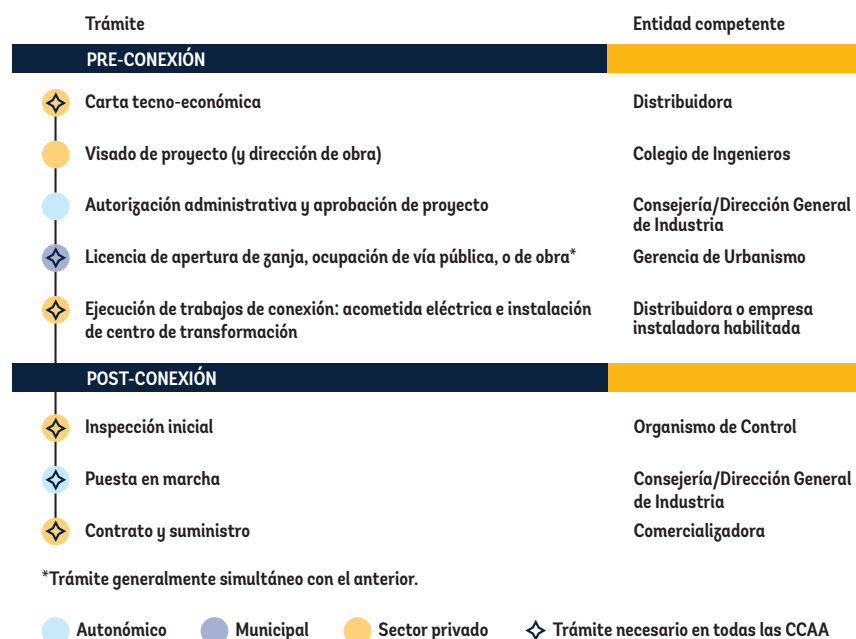 Trámite Entidad competente
PRE-CONEXIÓN
Carta tecno-económica Distribuidora
Visado de proyecto (y dirección de obra) Colegio de Ingenieros
Autorización administrativa y aprobación de proyecto Consejería/Dirección General
de Industria
Licencia de apertura de zanja, ocupación de vía pública, o de obra* Gerencia de Urbanismo
Ejecución de trabajos de conexión: acometida eléctrica e instalación Distribuidora o empresa
de centro de transformación instaladora habilitada
POST-CONEXIÓN
Inspección inicial Organismo de Control
Puesta en marcha Consejería/Dirección General
de Industria
Contrato y suministro Comercializadora
*Trámite generalmente simultáneo con el anterior.
Autonómico Municipal Sector privado Trámite necesario en todas las CCAA